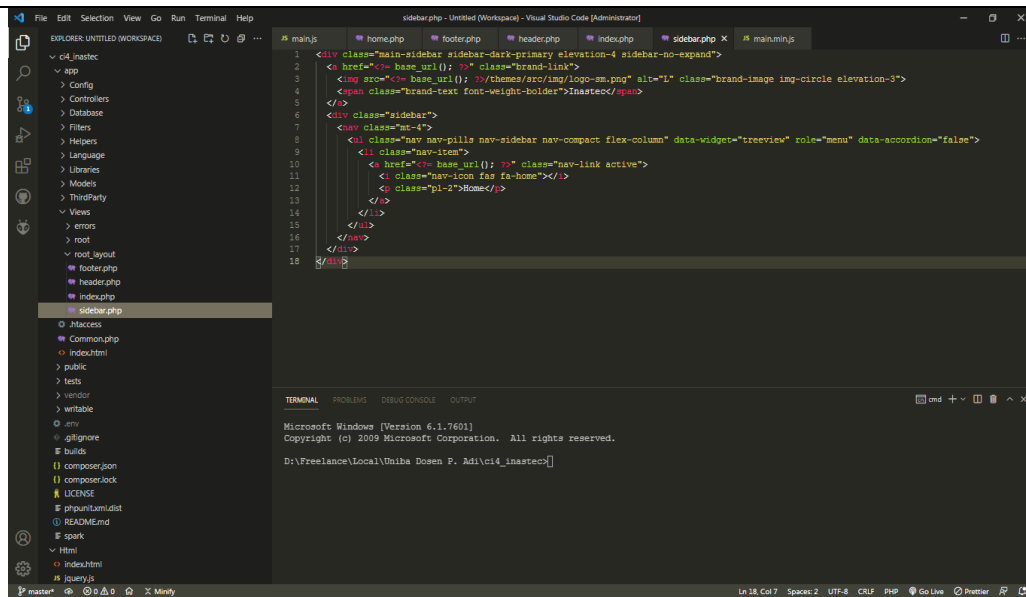 File Edit Selection View Go Run Terminal Help
sidebar.php - Untitled (Workspace) - Visual Studio Code [Administrator]
EXPLORER: UNTITLED (WORKSPACE)
ci4_inastec
app
Config
Controllers
Database
Filters
Helpers
Language
Libraries
Models
ThirdParty
Views
errors
root
root_layout
footer.php
header.php
index.php
sidebar.php
.htaccess
Common.php
index.html
public
tests
vendor
writable
.env
.gitignore
builds
composer.json
composer.lock
LICENSE
phpunit.xml.dist
README.md
spark
Html
index.html
JS jquery.js
JS main.js home.php footer.php header.php index.php sidebar.php JS main.min.js
1 <div class="main-sidebar sidebar-dark-primary elevation-4 sidebar-no-expand">
2 <a href="<?= base_url(); ?>" class="brand-link">
3 <img src="<?= base_url(); ?>/themes/src/img/logo-sm.png" alt="L" class="brand-image img-circle elevation-3">
4 <span class="brand-text font-weight-bolder">Inastec</span>
5 </a>
6 <div class="sidebar">
7 <nav class="mt-4">
8 <ul class="nav nav-pills nav-sidebar nav-compact flex-column" data-widget="treeview" role="menu" data-accordion="false">
9 <li class="nav-item">
10 <a href="<?= base_url(); ?>" class="nav-link active">
11 <i class="nav-icon fas fa-home"></i>
12 <p class="pl-2">Home</p>
13 </a>
14 </li>
15 </ul>
16 </nav>
17 </div>
18 </div>
TERMINAL PROBLEMS DEBUG CONSOLE OUTPUT
cmd
Microsoft Windows [Version 6.1.7601]
Copyright (c) 2009 Microsoft Corporation. All rights reserved.
D:\Freelance\Local\Uniba Dosen P. Adi\ci4_inastec>
master* 0 0 Minify
Ln 18, Col 7 Spaces: 2 UTF-8 CRLF PHP Go Live Prettier